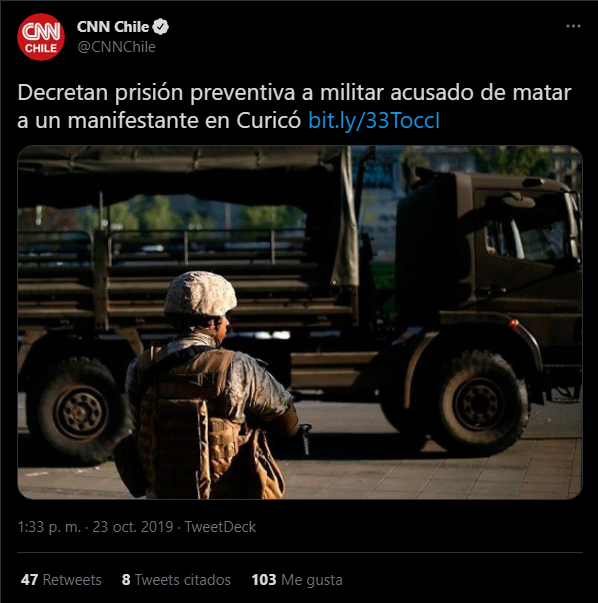 CNN
CHILE
CNN Chile
@CNNChile
Decretan prisión preventiva a militar acusado de matar
a un manifestante en Curicó bit.ly/33Toccl
1:33 p. m. · 23 oct. 2019 · TweetDeck
47 Retweets 8 Tweets citados 103 Me gusta